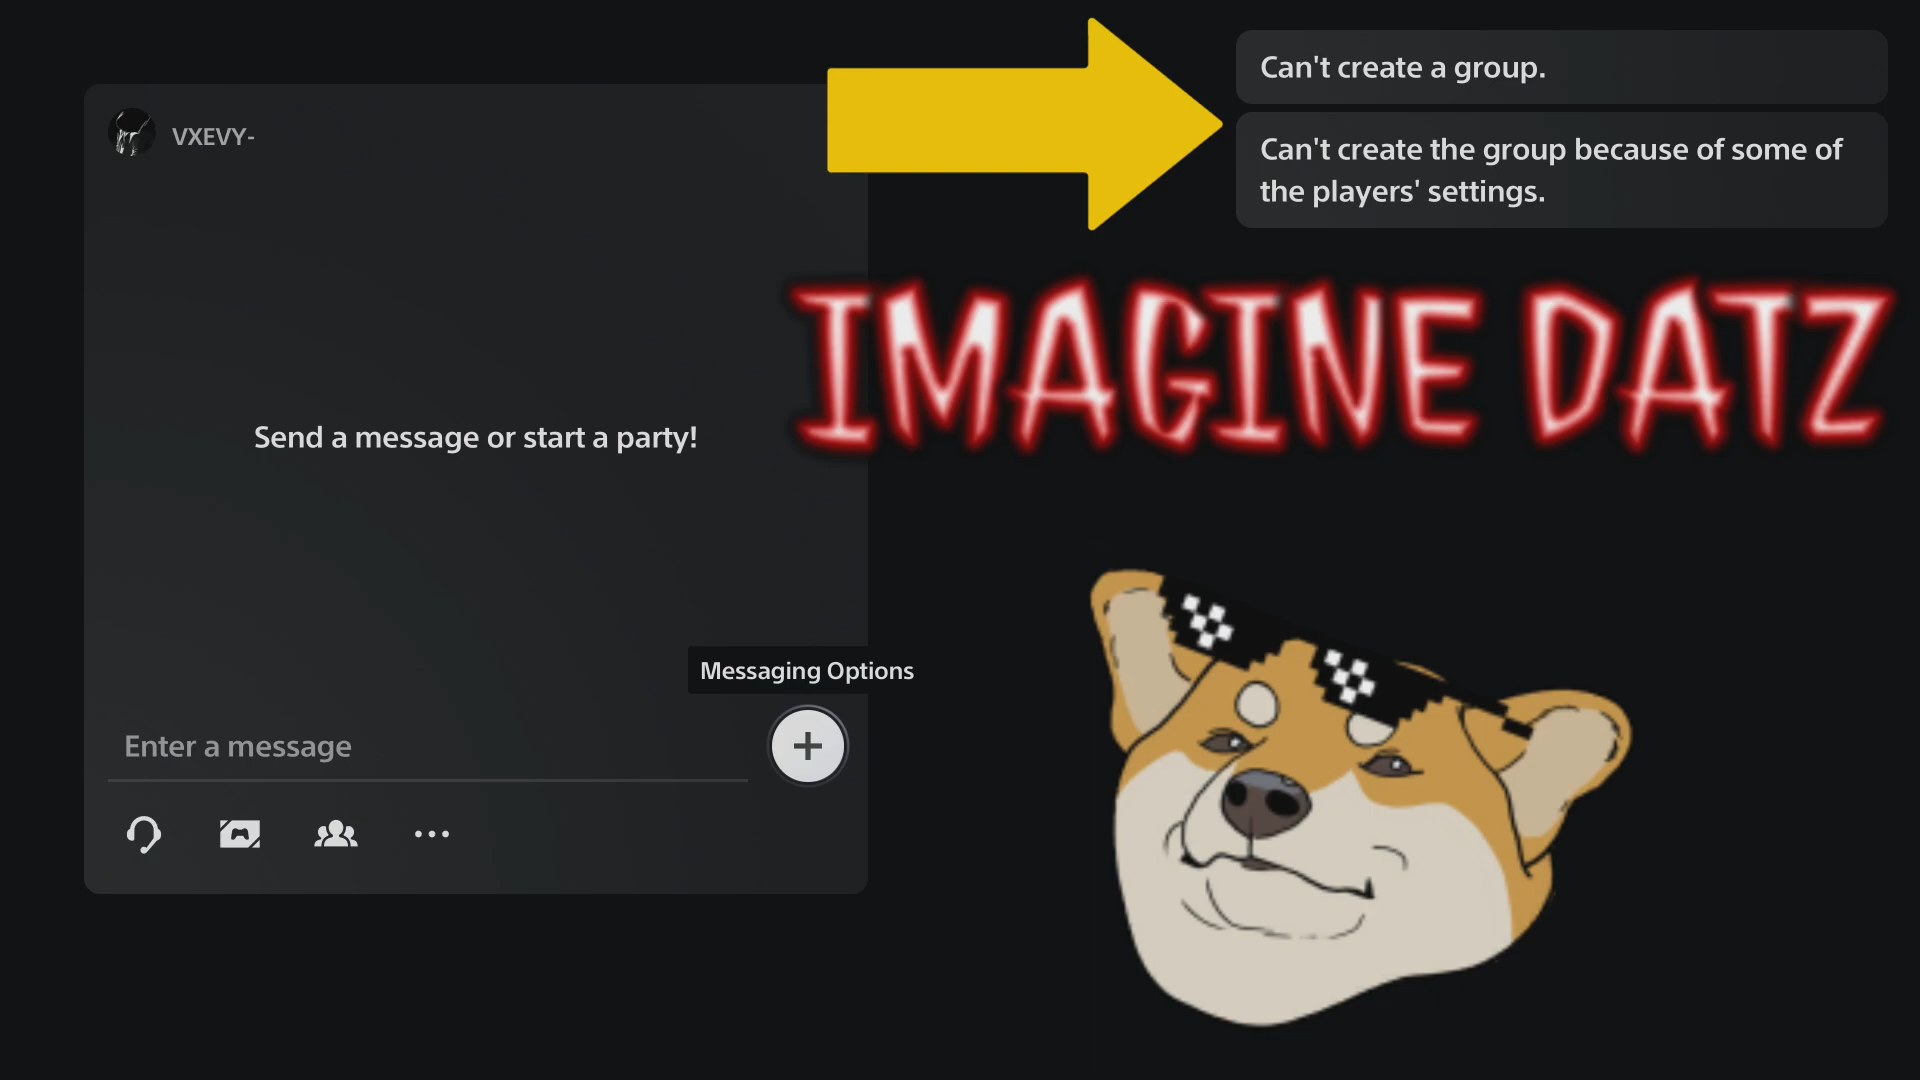 Can't create a group.
Can't create the group because of some of
the players' settings.
VXEVY-
IMAGINE DATZ
Send a message or start a party!
Messaging Options
Enter a message